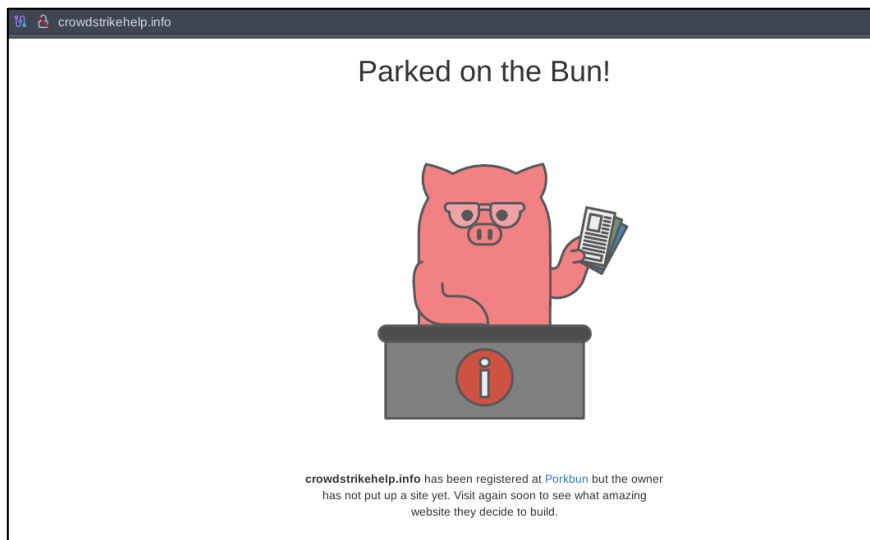 crowdstrikehelp.info
Parked on the Bun!
i
crowdstrikehelp.info has been registered at Porkbun but the owner
has not put up a site yet. Visit again soon to see what amazing
website they decide to build.